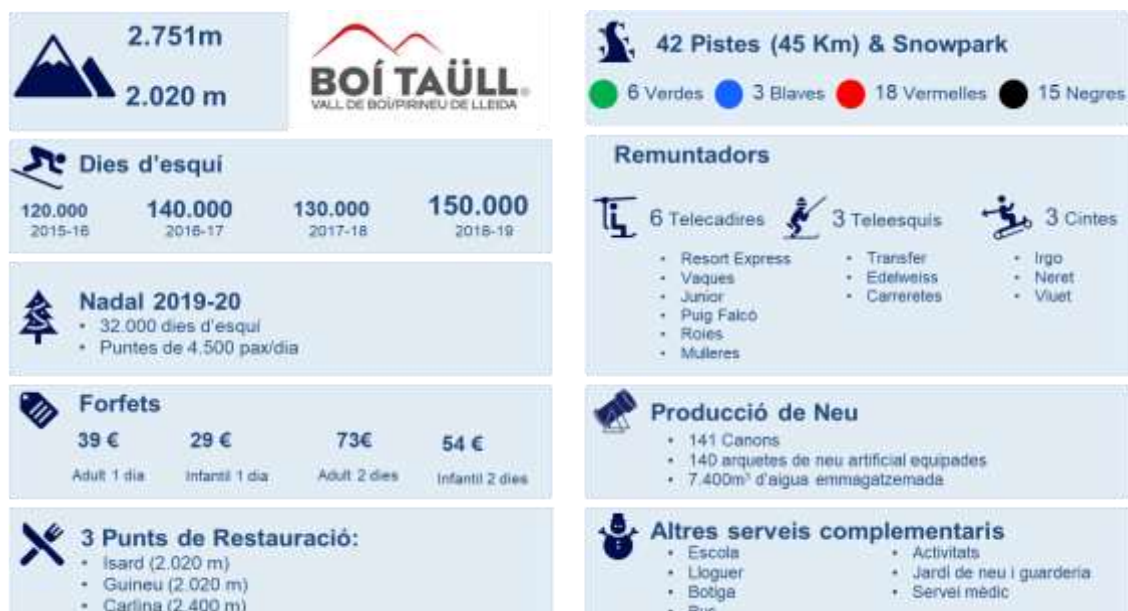 2.751m
2.020 m
BOÍ TAÜLL®
VALL DE BOÍ/PIRINEU DE LLEIDA
Dies d'esquí
120.000 140.000 130.000 150.000
2015-16 2016-17 2017-18 2018-19
Nadal 2019-20
• 32.000 dies d'esquí
• Puntes de 4.500 pax/dia
Forfets
39 € 29 € 73€ 54 €
Adult 1 dia Infantil 1 dia Adult 2 dies Infantil 2 dies
3 Punts de Restauració:
• Isard (2.020 m)
• Guineu (2.020 m)
• Carlina (2.400 m)
42 Pistes (45 Km) & Snowpark
6 Verdes 3 Blaves 18 Vermelles 15 Negres
Remuntadors
6 Telecadires 3 Teleesquís 3 Cintes
• Resort Express • Transfer • Irgo
• Vaques • Edelweiss • Neret
• Junior • Carreretes • Viuet
• Puig Falcó
• Roies
• Mulleres
Producció de Neu
• 141 Canons
• 140 arquetes de neu artificial equipades
• 7.400m³ d'aigua emmagatzemada
Altres serveis complementaris
• Escola • Activitats
• Lloguer • Jardí de neu i guarderia
• Botiga • Servei mèdic
• Bus